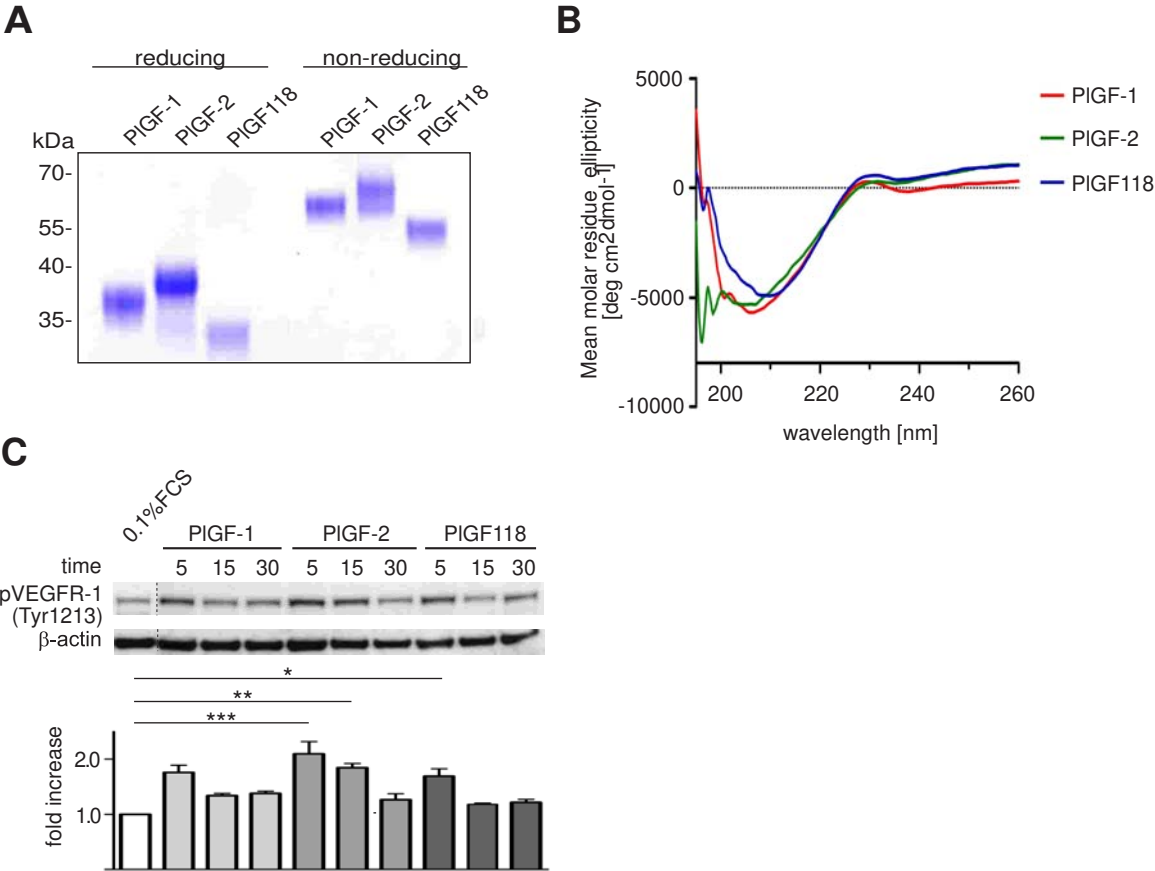 A
reducing
non-reducing
PlGF-1
PlGF-2
PlGF118
PlGF-1
PlGF-2
PlGF118
kDa
70-
55-
40-
35-
B
5000
0
-5000
-10000
Mean molar residue ellipticity
[deg cm2dmol-1]
200
220
240
260
wavelength [nm]
PlGF-1
PlGF-2
PlGF118
C
0.1%FCS
PlGF-1
PlGF-2
PlGF118
time
5 15 30 5 15 30 5 15 30
pVEGFR-1
(Tyr1213)
β-actin
*
**
***
fold increase
2.0
1.0